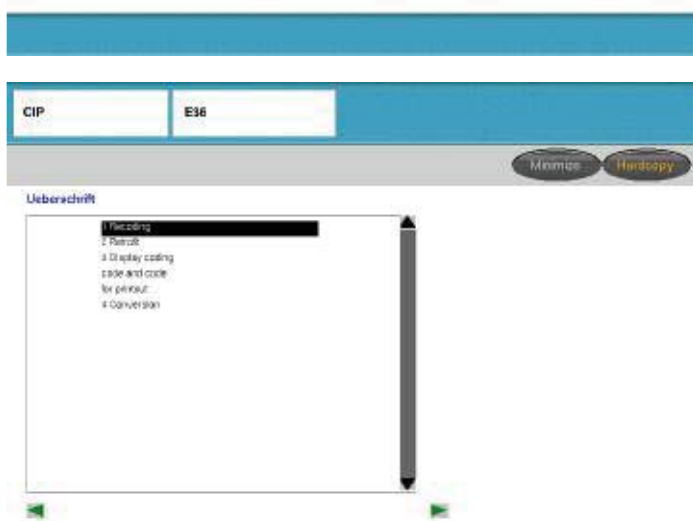 CIP
E36
Minimize
Hardcopy
Ueberschrift
1 Recoding
2 Retrofit
3 Display coding
code and code
for printout
4 Conversion